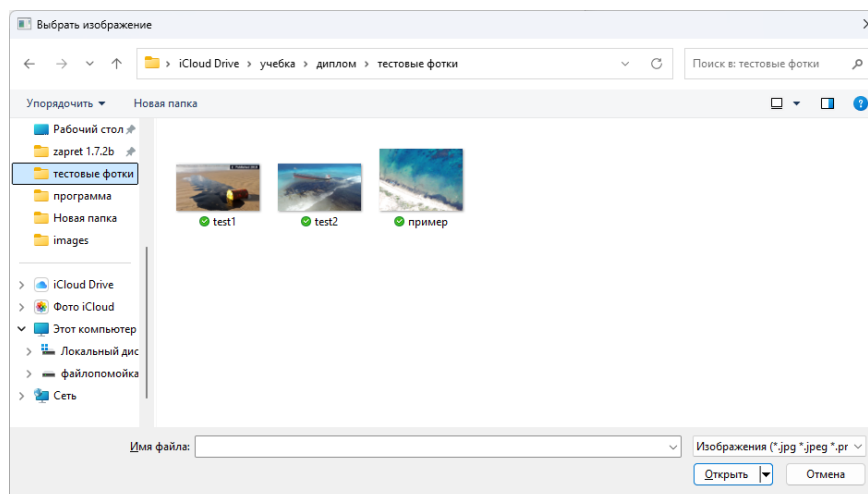 Выбрать изображение
iCloud Drive › учебка › диплом › тестовые фотки
Поиск в: тестовые фотки
Упорядочить Новая папка
Рабочий стол
zapret 1.7.2b
тестовые фотки
программа
Новая папка
images
iCloud Drive
Фото iCloud
Этот компьютер
Локальный дис
файлопомойка
Сеть
test1 test2 пример
Имя файла: Изображения (*.jpg *.jpeg *.pr
Открыть Отмена